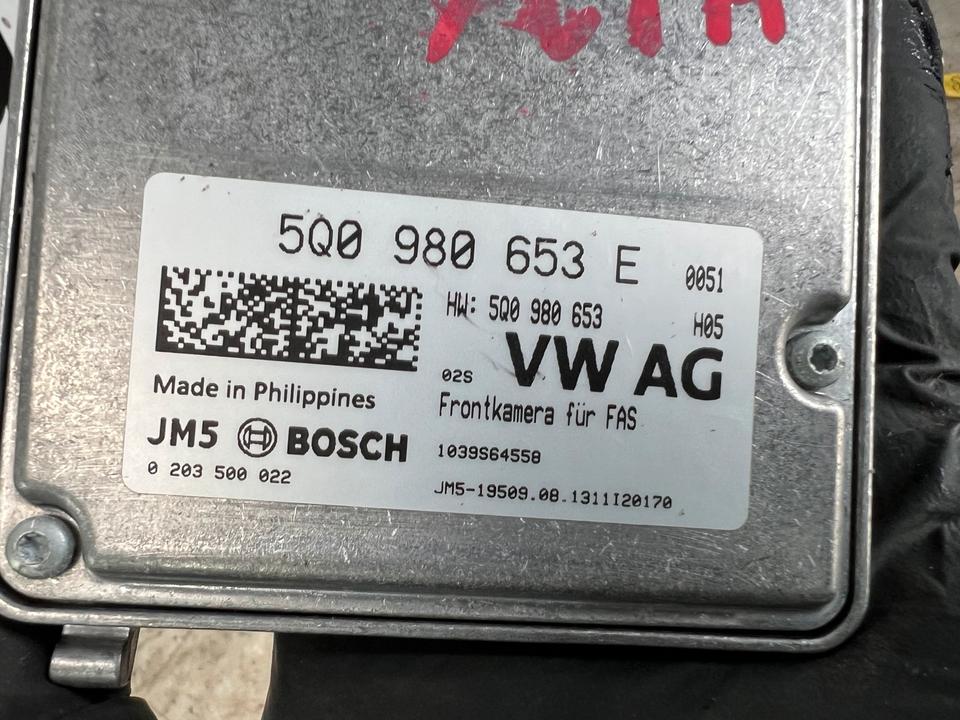 5Q0 980 653 E 0051
HW: 5Q0 980 653 H05
02S VW AG
Made in Philippines
Frontkamera für FAS
JM5 BOSCH
1039S64558
0 203 500 022
JM5-19509.08.1311I20170